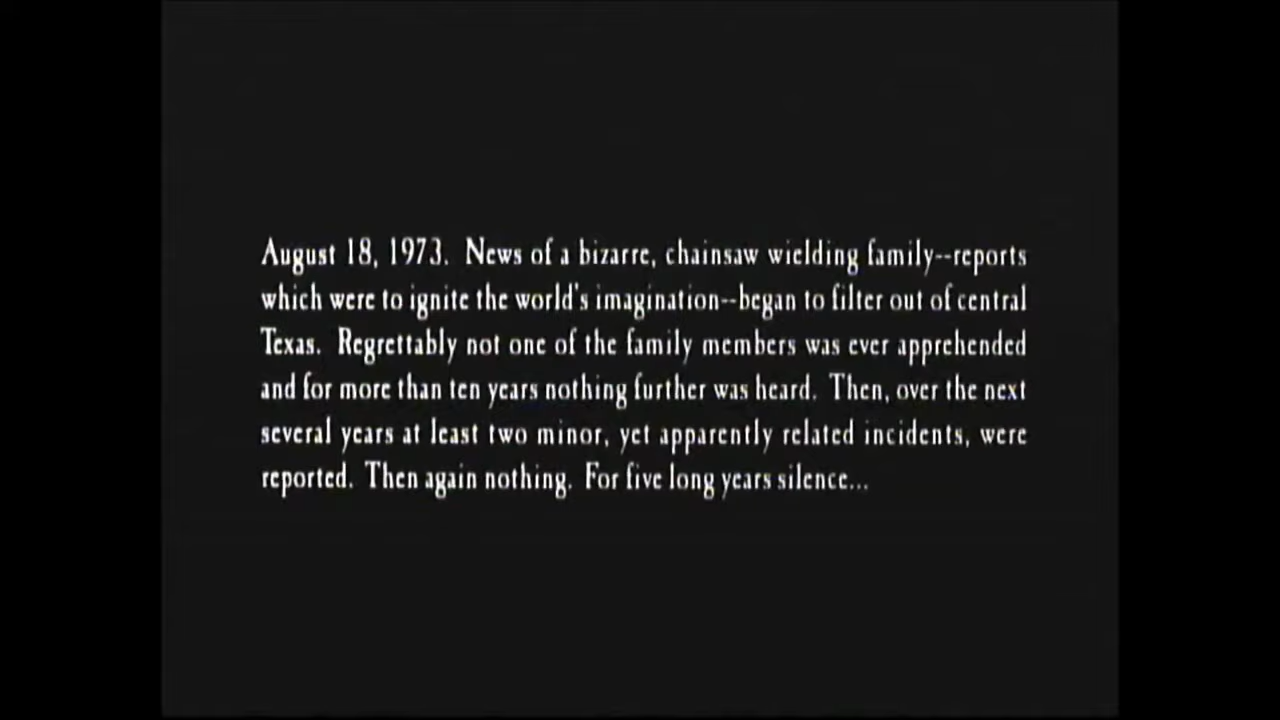 August 18, 1973.  News of a bizarre, chainsaw wielding family--reports
which were to ignite the world's imagination--began to filter out of central
Texas.  Regrettably not one of the family members was ever apprehended
and for more than ten years nothing further was heard.  Then, over the next
several years at least two minor, yet apparently related incidents, were
reported.  Then again nothing.  For five long years silence...